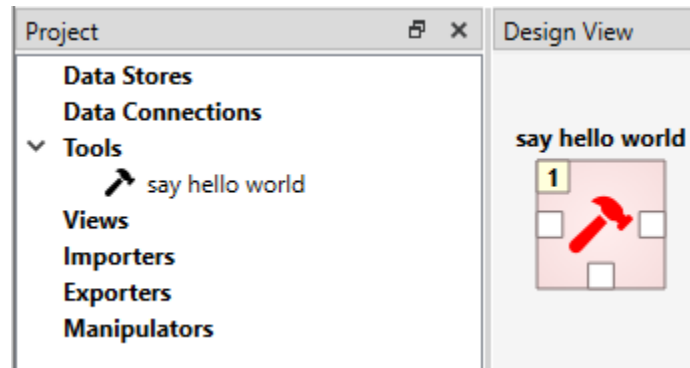 Project
Data Stores
Data Connections
Tools
say hello world
Views
Importers
Exporters
Manipulators
Design View
say hello world
1